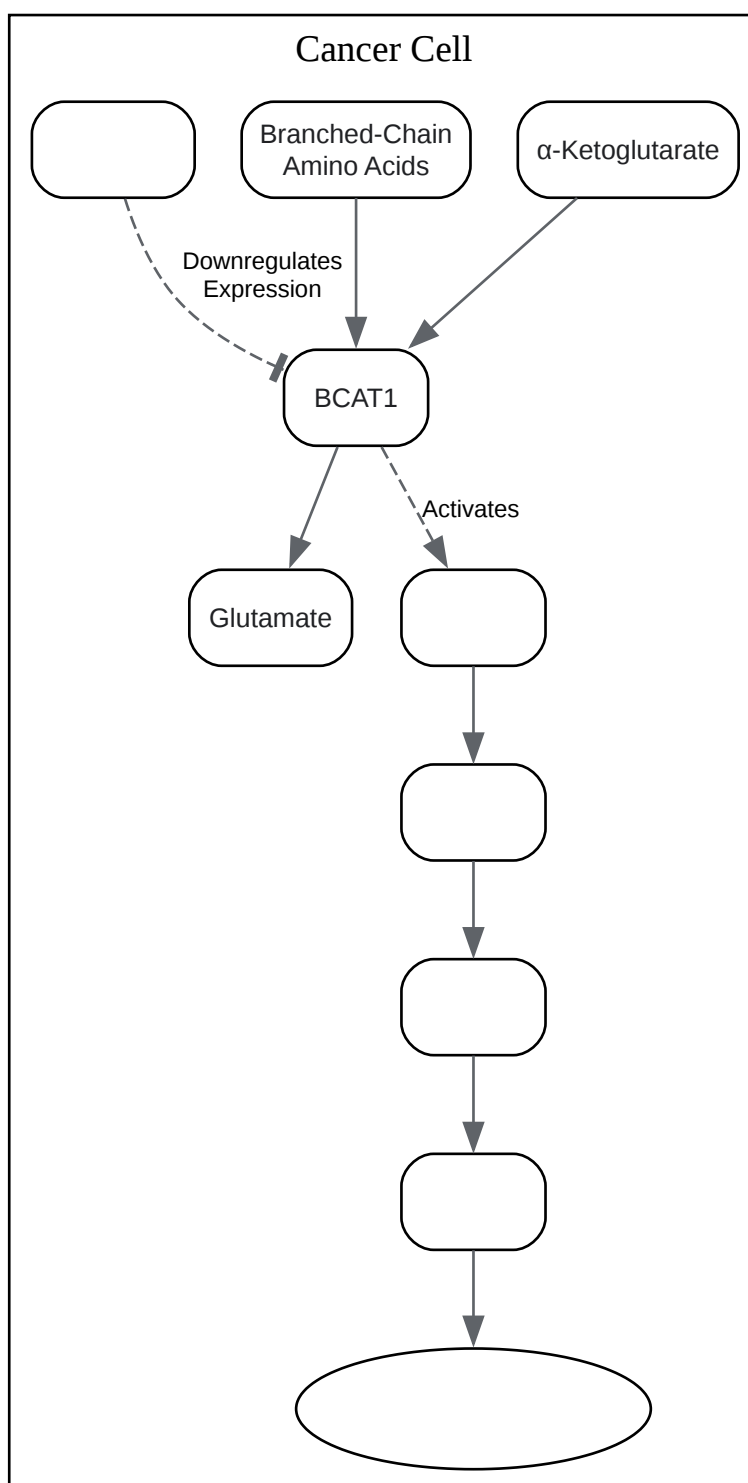 Cancer Cell
Branched-Chain
Amino Acids
α-Ketoglutarate
Downregulates
Expression
BCAT1
Activates
Glutamate